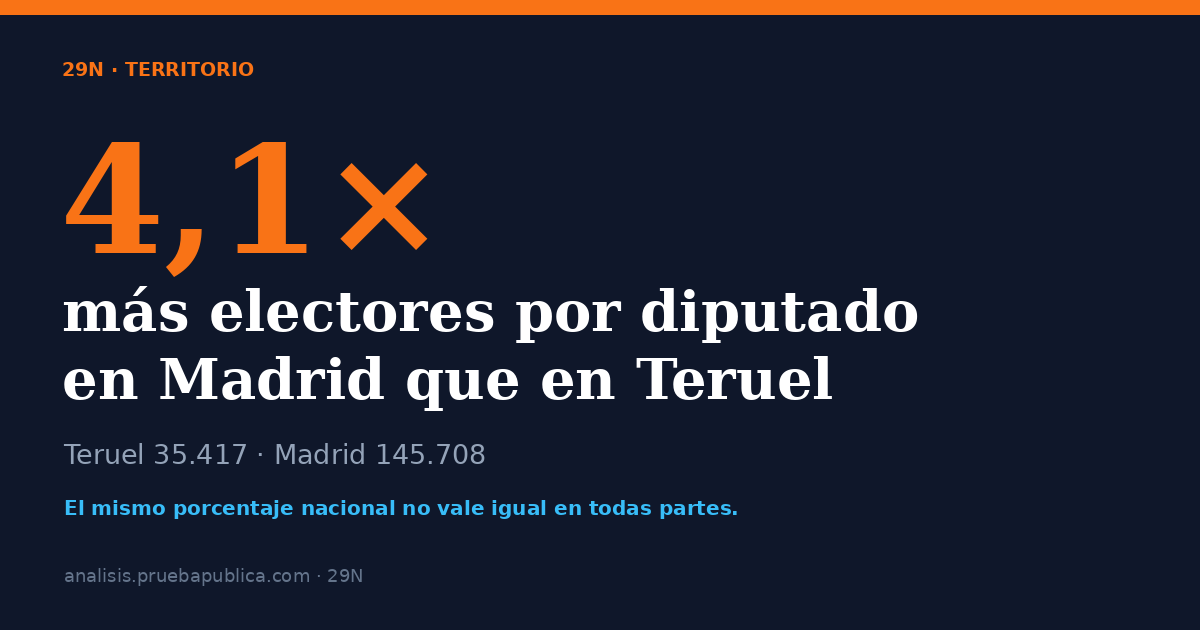 29N · TERRITORIO
4,1×
más electores por diputado
en Madrid que en Teruel
Teruel 35.417 · Madrid 145.708
El mismo porcentaje nacional no vale igual en todas partes.
analisis.pruebapublica.com · 29N